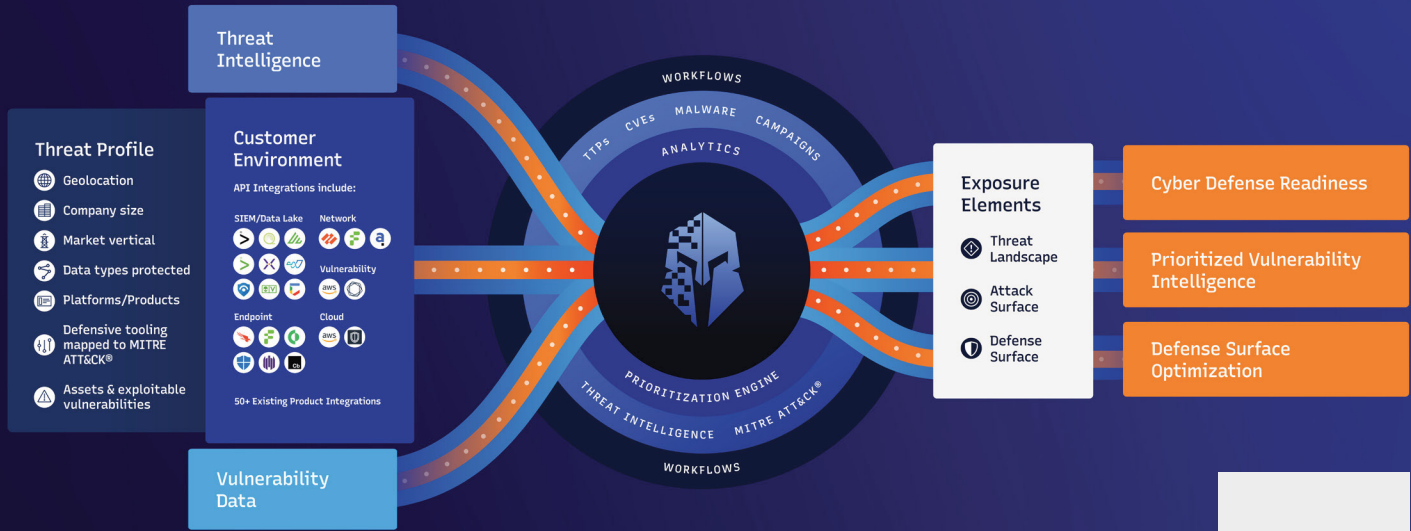 Threat
Intelligence
Threat Profile
Geolocation
Company size
Market vertical
Data types protected
Platforms/Products
Defensive tooling
mapped to MITRE
ATT&CK®
Assets & exploitable
vulnerabilities
Customer
Environment
API Integrations include:
SIEM/Data Lake
Network
Vulnerability
aws
Endpoint
Cloud
aws
50+ Existing Product Integrations
Vulnerability
Data
WORKFLOWS
TTPs CVEs MALWARE CAMPAIGNS
ANALYTICS
PRIORITIZATION ENGINE
THREAT INTELLIGENCE MITRE ATT&CK®
WORKFLOWS
Exposure
Elements
Threat
Landscape
Attack
Surface
Defense
Surface
Cyber Defense Readiness
Prioritized Vulnerability
Intelligence
Defense Surface
Optimization